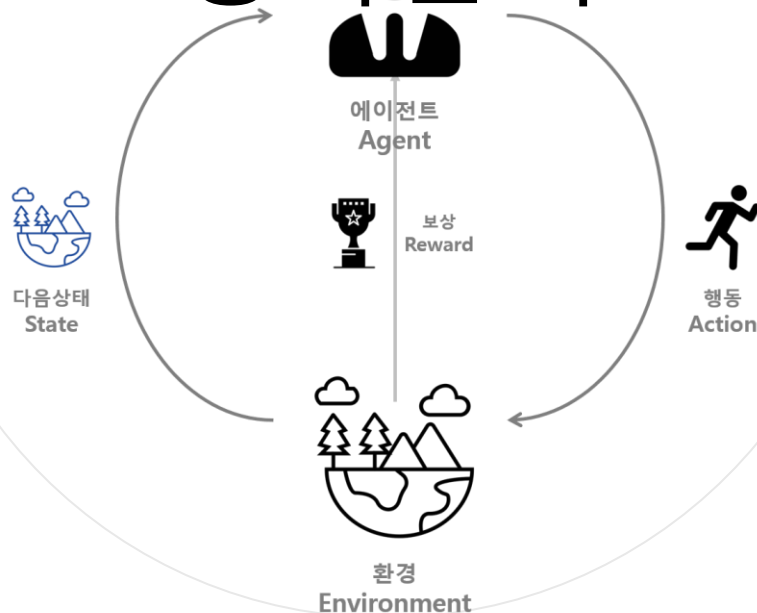 에이전트
Agent
보상
Reward
다음상태
State
행동
Action
환경
Environment